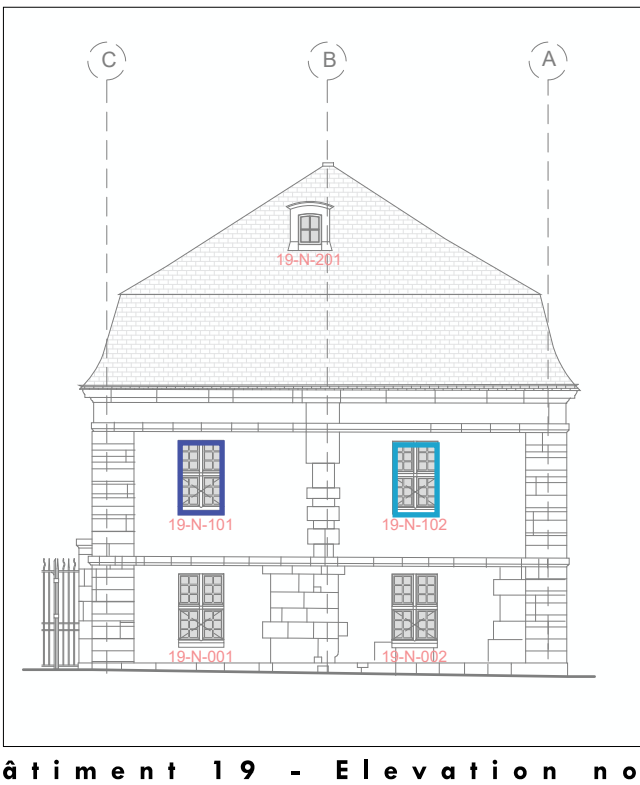 C B A
19-N-201
19-N-101 19-N-102
19-N-001 19-N-002
âtiment 19 - Elevation no